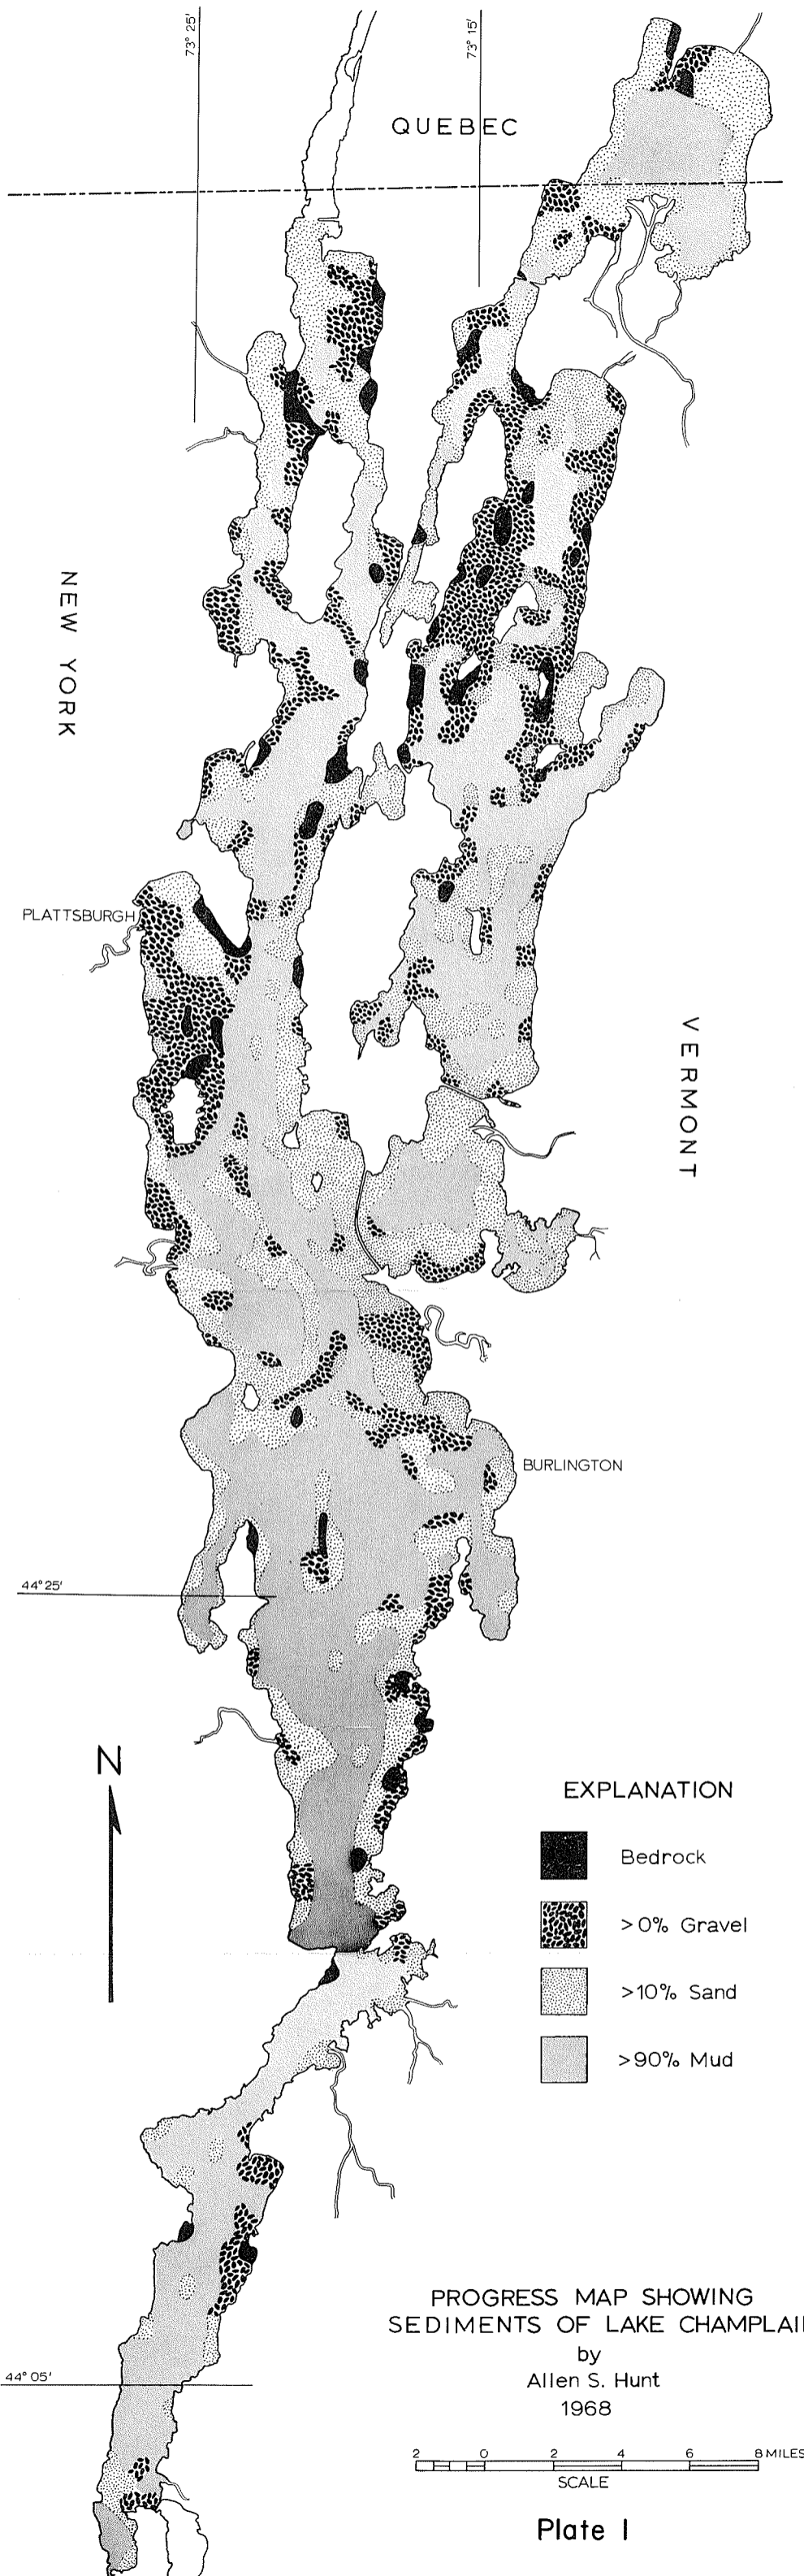 73° 25'
73° 15'
QUEBEC
NEW YORK
PLATTSBURGH
VERMONT
BURLINGTON
44° 25'
N
EXPLANATION
Bedrock
>0% Gravel
>10% Sand
>90% Mud
PROGRESS MAP SHOWING
SEDIMENTS OF LAKE CHAMPLAI
by
Allen S. Hunt
1968
44° 05'
2 0 2 4 6 8 MILES
SCALE
Plate I